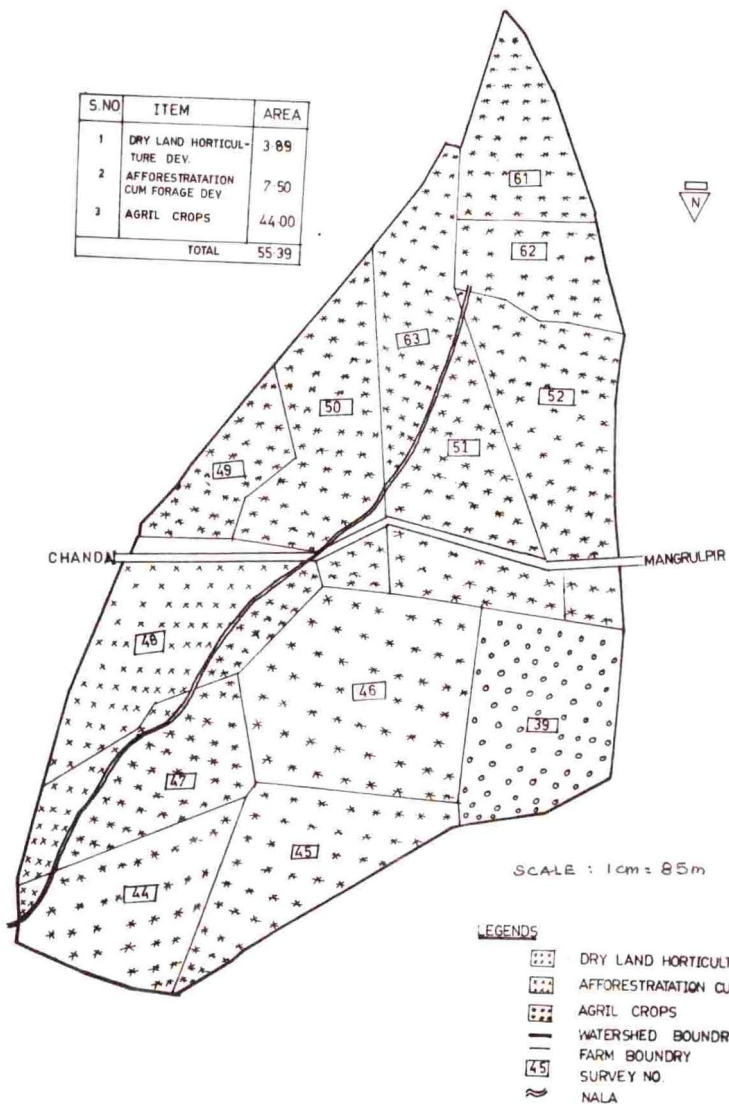 S.NO ITEM AREA
1 DRY LAND HORTICUL- 3.89
TURE DEV.
2 AFFORESTRATATION
CUM FORAGE DEV 7.50
3 AGRIL CROPS 44.00
TOTAL 55.39
N
61
62
63
50
52
51
49
CHANDA
MANGRULPIR
48
46
39
47
45
44
SCALE : 1cm = 85m
LEGENDS
DRY LAND HORTICULT
AFFORESTRATATION CU
AGRIL CROPS
WATERSHED BOUNDR
FARM BOUNDRY
45 SURVEY NO.
NALA